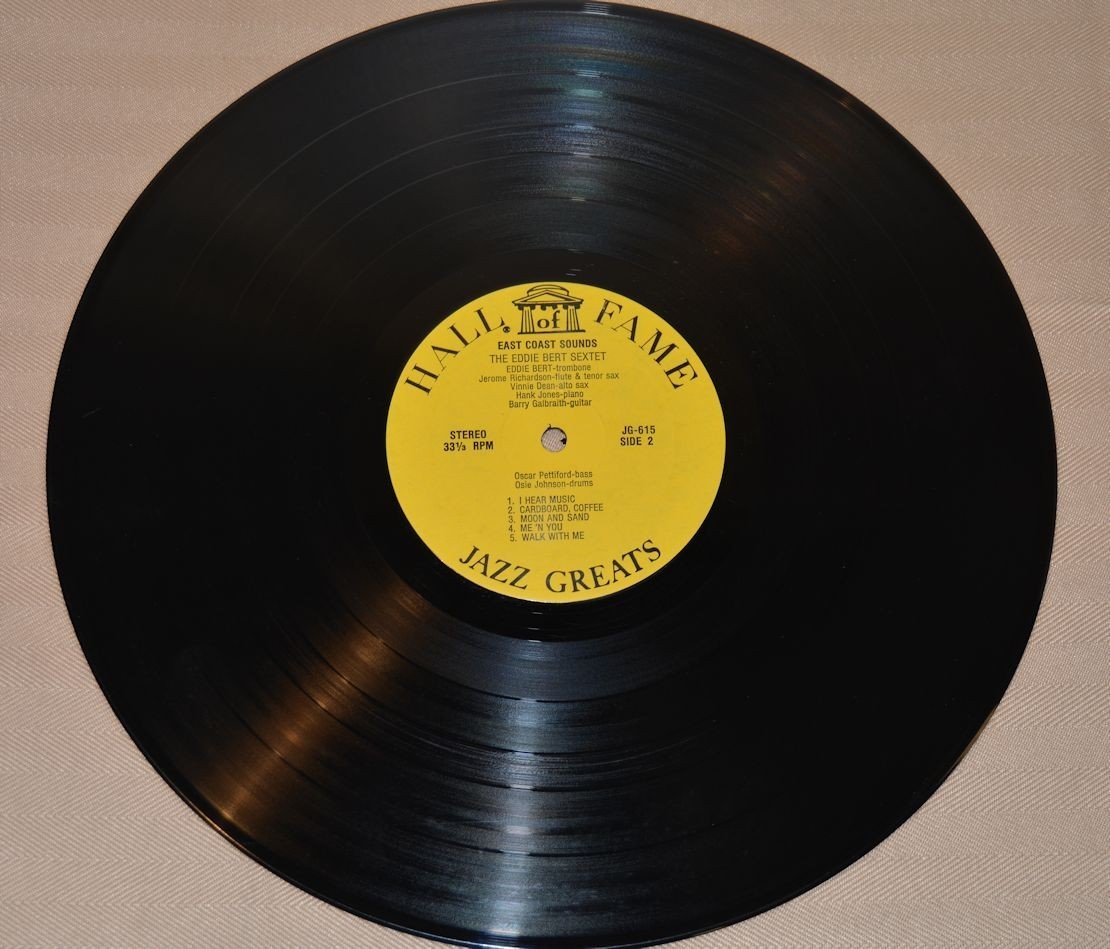 HALL of FAME
EAST COAST SOUNDS
THE EDDIE BERT SEXTET
EDDIE BERT-trombone
Jerome Richardson-flute & tenor sax
Vinnie Dean-alto sax
Hank Jones-piano
Barry Galbraith-guitar
STEREO
33⅓ RPM
JG-615
SIDE 2
Oscar Pettiford-bass
Osie Johnson-drums
1. I HEAR MUSIC
2. CARDBOARD, COFFEE
3. MOON AND SAND
4. ME 'N YOU
5. WALK WITH ME
JAZZ GREATS